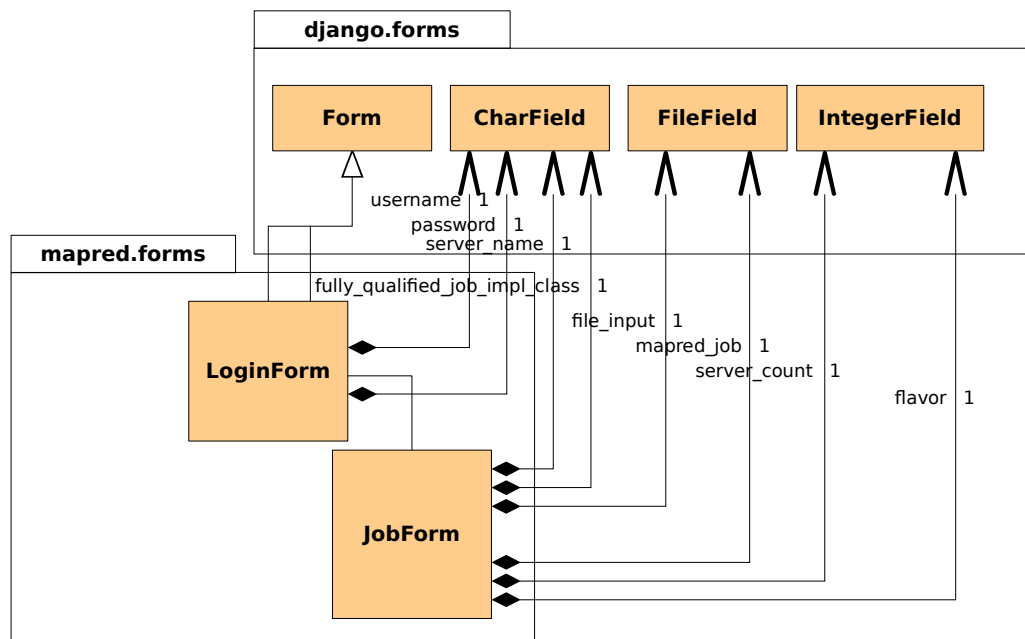 django.forms
Form
CharField
FileField
IntegerField
username 1
password 1
server_name 1
mapred.forms
fully_qualified_job_impl_class 1
file_input 1
mapred_job 1
server_count 1
LoginForm
flavor 1
JobForm